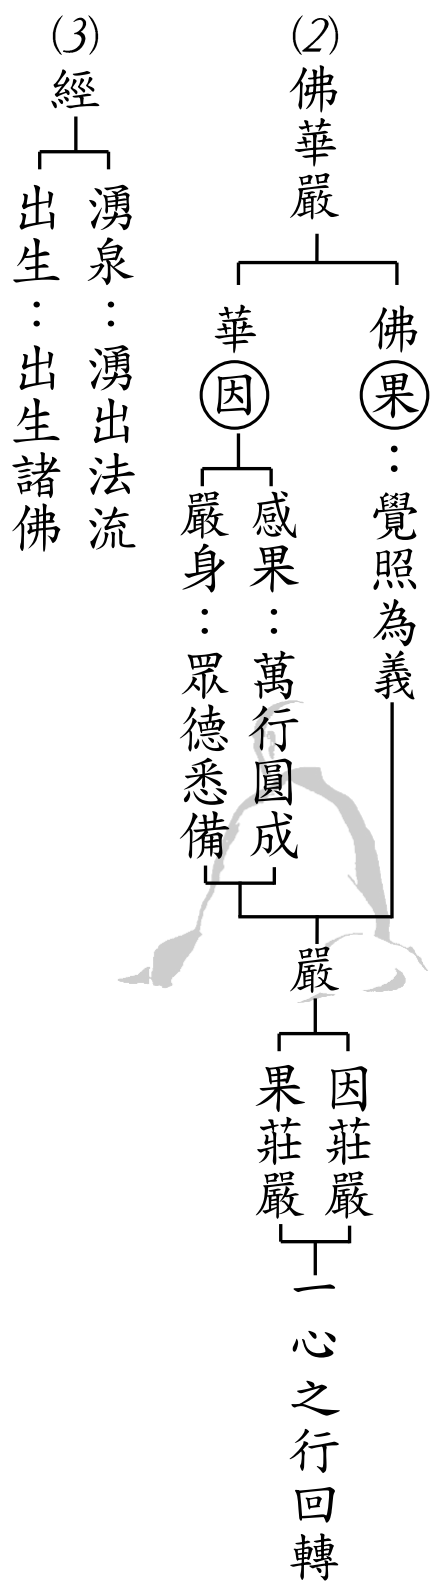 (2)
佛華嚴
佛果：覺照為義
華因
感果：萬行圓成
嚴身：眾德悉備
嚴
因莊嚴
果莊嚴
一心之行回轉
(3)
經
湧泉：湧出法流
出生：出生諸佛